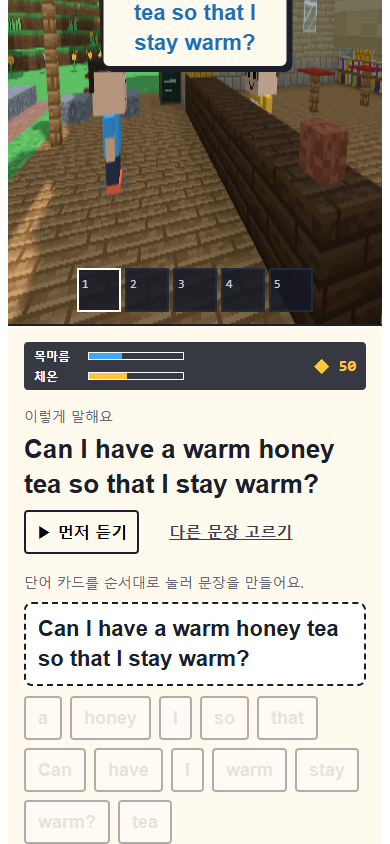 tea so that I
stay warm?
1 2 3 4 5
목마름
체온
50
이렇게 말해요
Can I have a warm honey
tea so that I stay warm?
▶ 먼저 듣기 다른 문장 고르기
단어 카드를 순서대로 눌러 문장을 만들어요.
Can I have a warm honey tea
so that I stay warm?
a honey I so that
Can have I warm stay
warm? tea